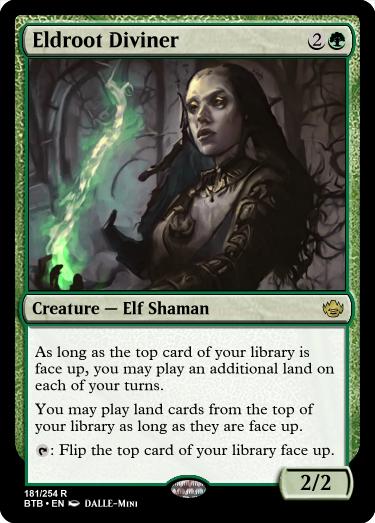 Eldroot Diviner 2
Creature — Elf Shaman
As long as the top card of your library is
face up, you may play an additional land on
each of your turns.
You may play land cards from the top of
your library as long as they are face up.
: Flip the top card of your library face up.
2/2
181/254 R
BTB • EN DALLE-Mini